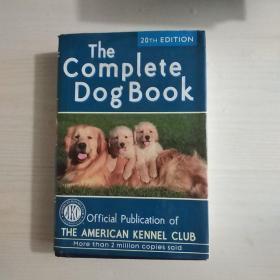 20TH EDITION
The
Complete
Dog Book
AKC
Official Publication of
THE AMERICAN KENNEL CLUB
More than 2 million copies sold